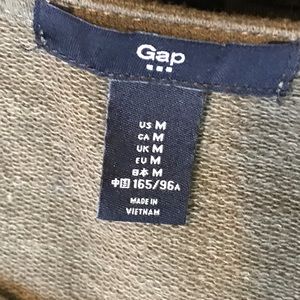 Gap
US M
CA M
UK M
EU M
日本 M
中国 165/96A
MADE IN
VIETNAM